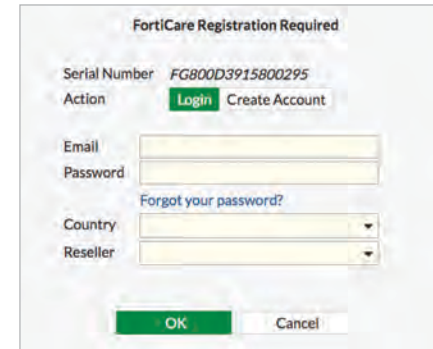 FortiCare Registration Required
Serial Number FG800D3915800295
Action Login Create Account
Email
Password
Forgot your password?
Country
Reseller
OK Cancel